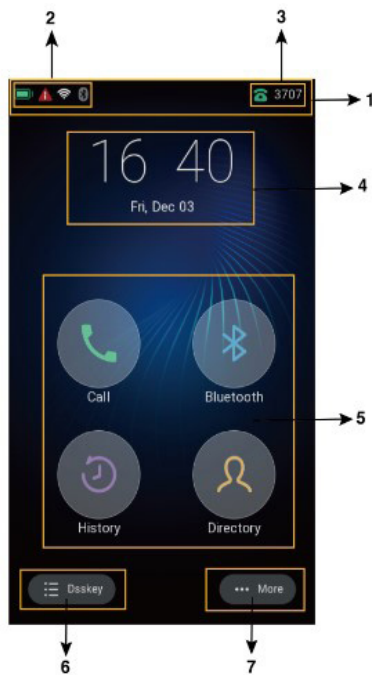 2
3
3707
1
16 40
4
Fri, Dec 03
Call
Bluetooth
5
History
Directory
Dsskey
More
6
7